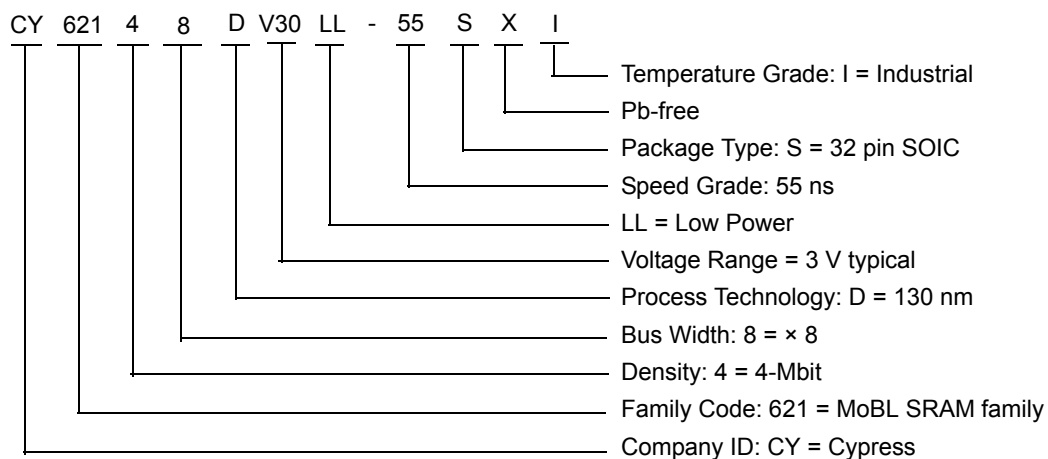 CY 621 4 8 D V30 LL - 55 S X I
Temperature Grade: I = Industrial
Pb-free
Package Type: S = 32 pin SOIC
Speed Grade: 55 ns
LL = Low Power
Voltage Range = 3 V typical
Process Technology: D = 130 nm
Bus Width: 8 = × 8
Density: 4 = 4-Mbit
Family Code: 621 = MoBL SRAM family
Company ID: CY = Cypress